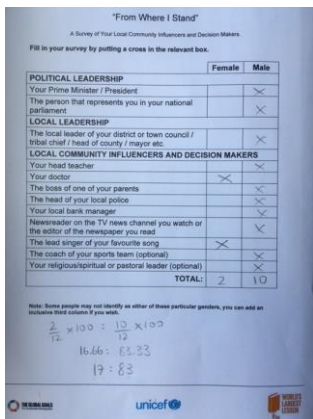 "From Where I Stand"
A Survey of Your Local Community Influencers and Decision Makers.
Fill in your survey by putting a cross in the relevant box.
Female Male
POLITICAL LEADERSHIP
Your Prime Minister / President X
The person that represents you in your national
parliament X
LOCAL LEADERSHIP
The local leader of your district or town council /
tribal chief / head of county / mayor etc. X
LOCAL COMMUNITY INFLUENCERS AND DECISION MAKERS
Your head teacher X
Your doctor X
The boss of one of your parents X
The head of your local police X
Your local bank manager X
Newsreader on the TV news channel you watch or
the editor of the newspaper you read X
The lead singer of your favourite song X
The coach of your sports team (optional) X
Your religious/spiritual or pastoral leader (optional) X
TOTAL: 2 10
Note: Some people may not identify as either of these particular genders, you can add an
inclusive third column if you wish.
2/12 x100 : 10/12 x100
16.66 : 83.33
17 : 83
THE GLOBAL GOALS
unicef
WORLD'S
LARGEST
LESSON